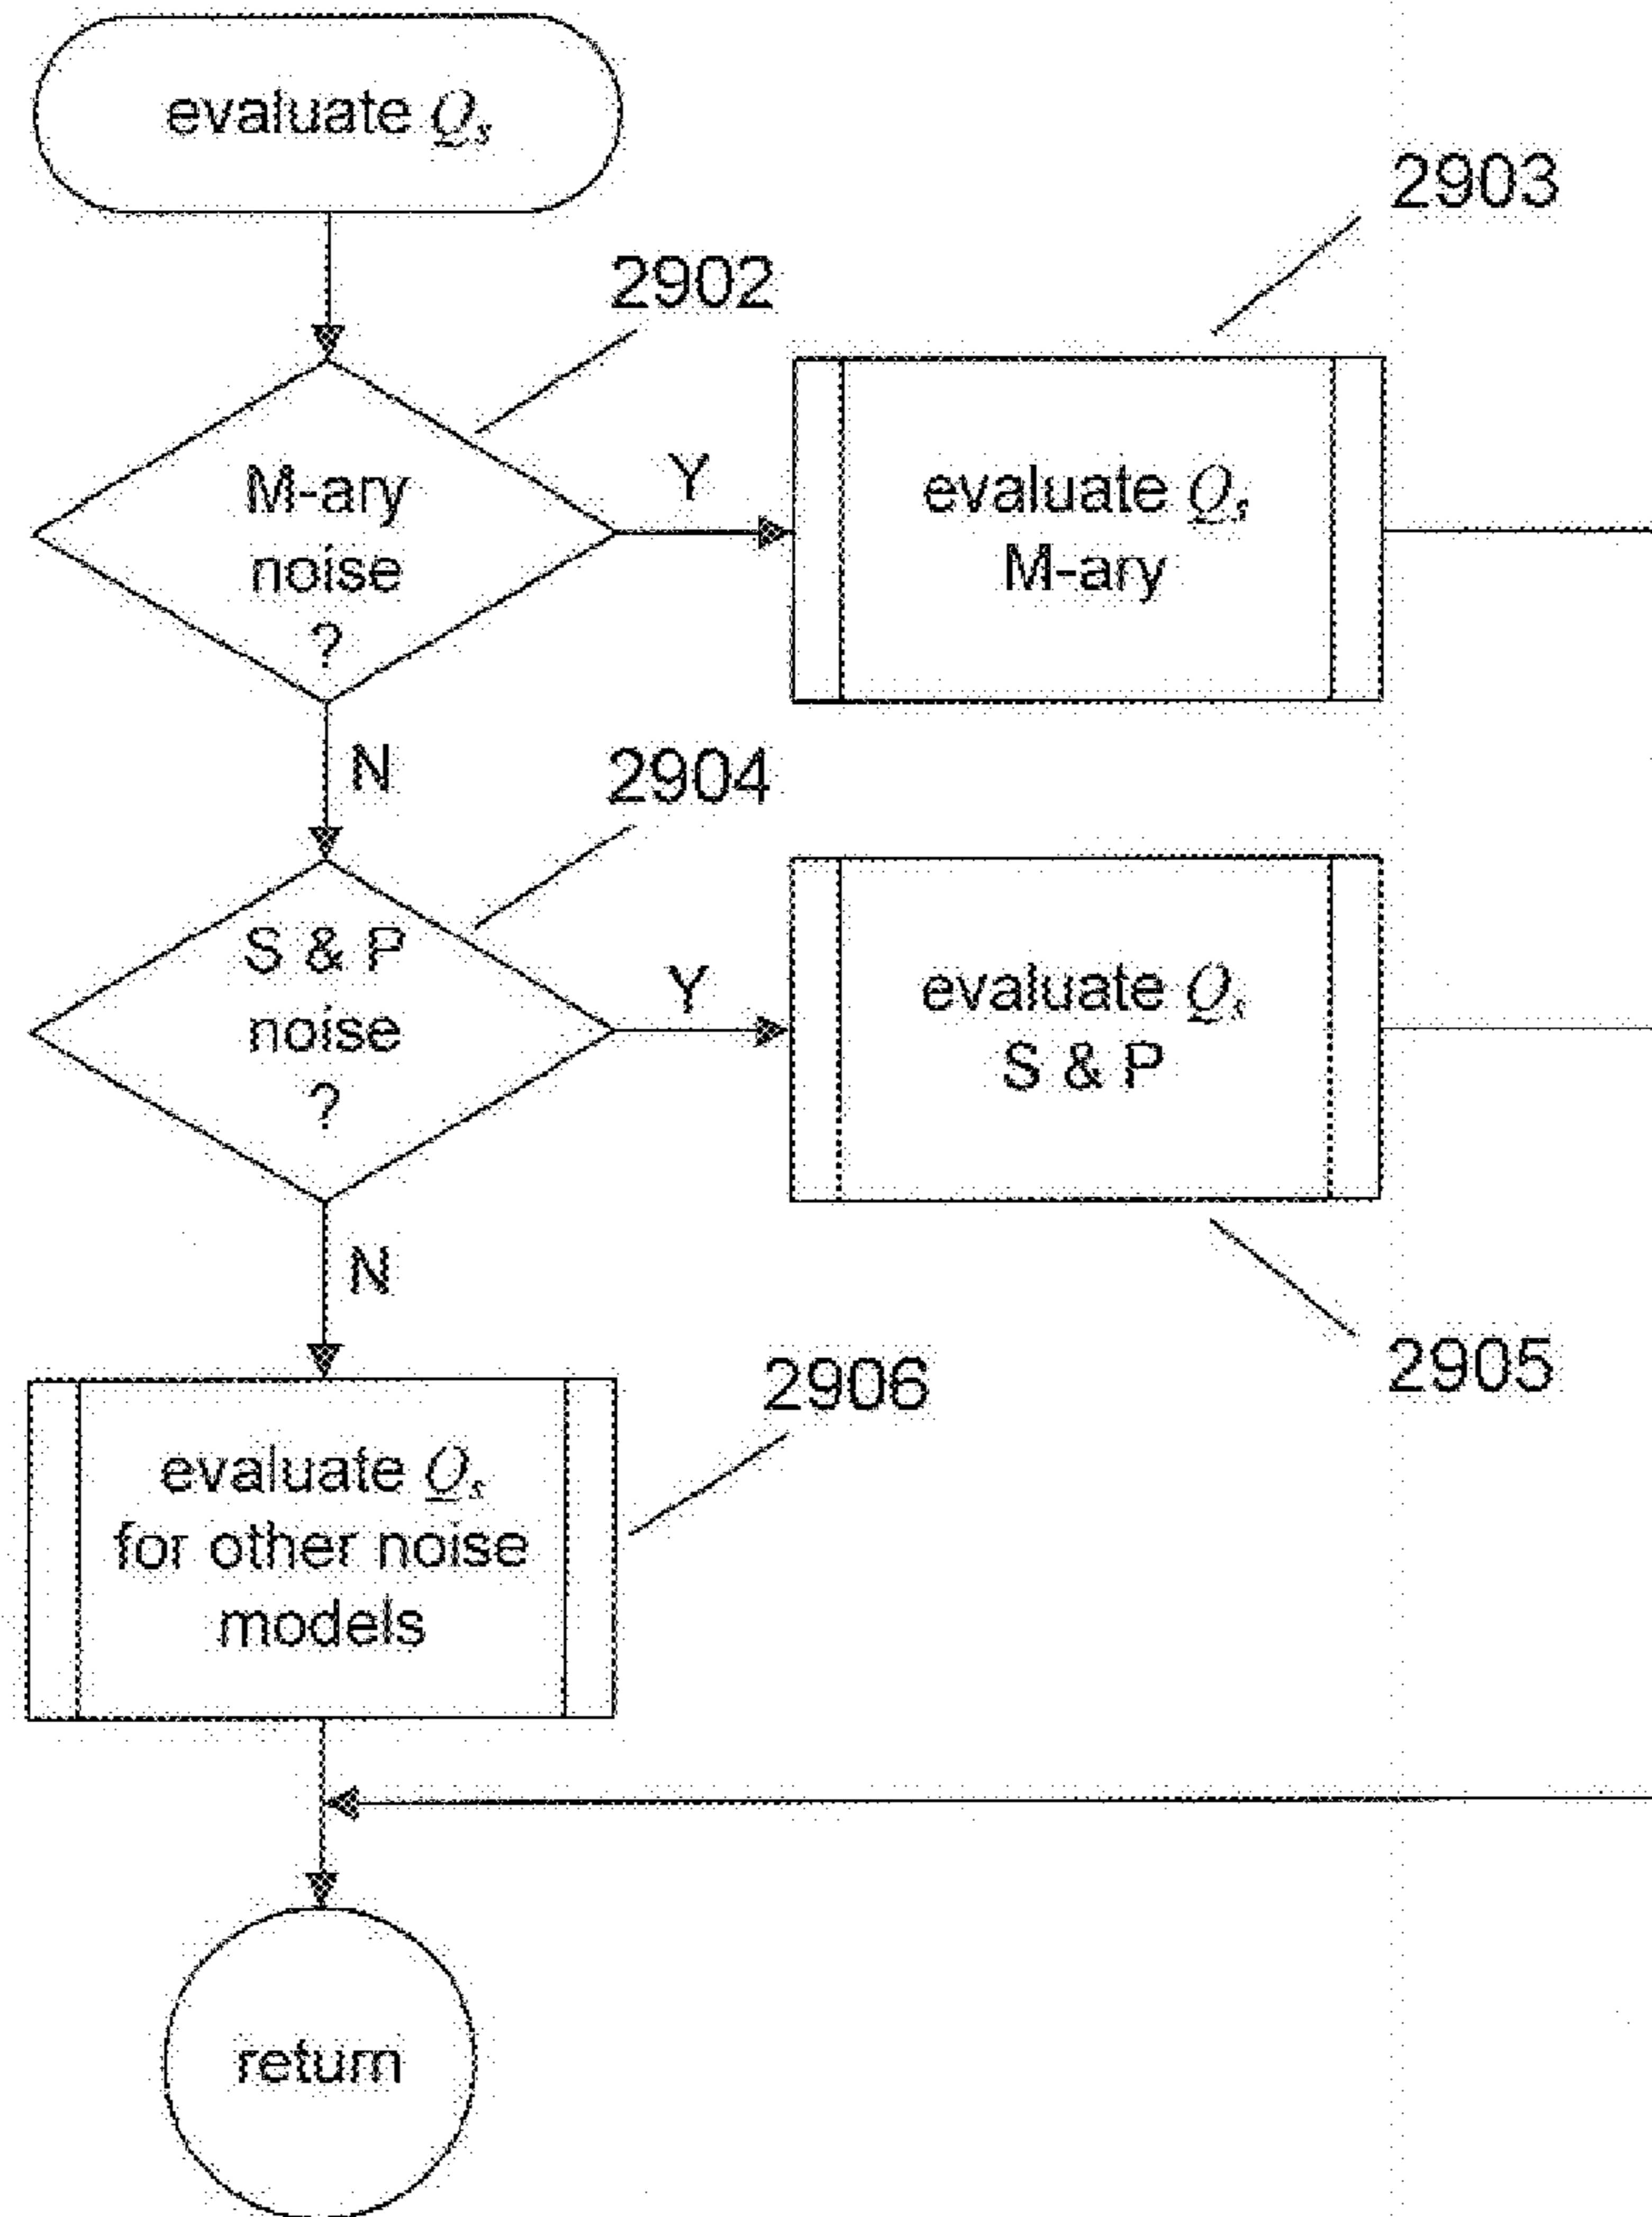 evaluate Qs
2903
2902
M-ary
noise
?
Y
evaluate Qs
M-ary
N
2904
S & P
noise
?
Y
evaluate Qs
S & P
N
2905
2906
evaluate Qs
for other noise
models
return